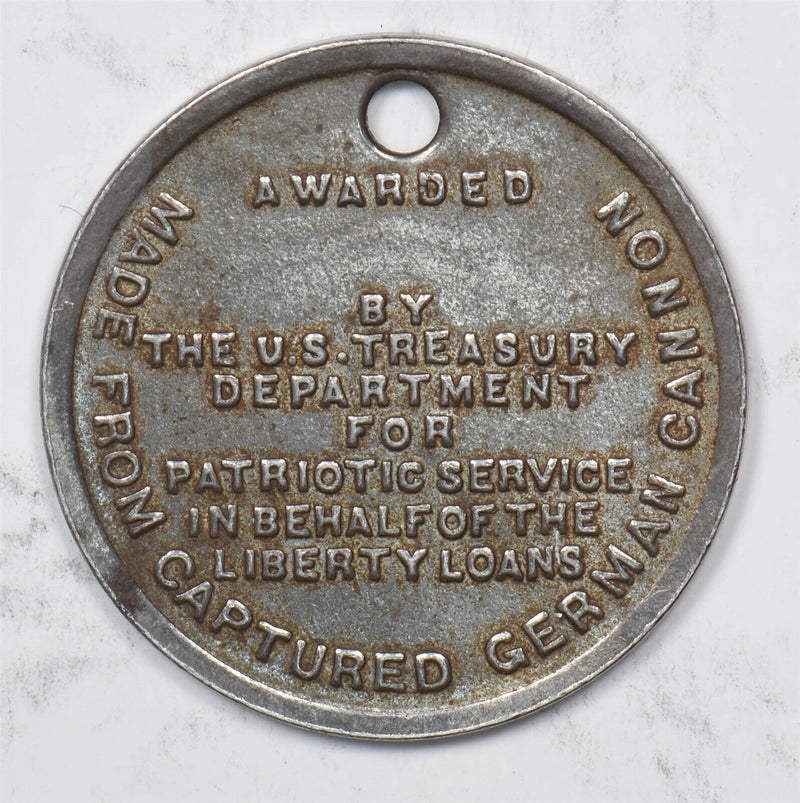 AWARDED
BY
THE U.S. TREASURY
DEPARTMENT
FOR
PATRIOTIC SERVICE
IN BEHALF OF THE
LIBERTY LOANS
MADE FROM CAPTURED GERMAN CANNON